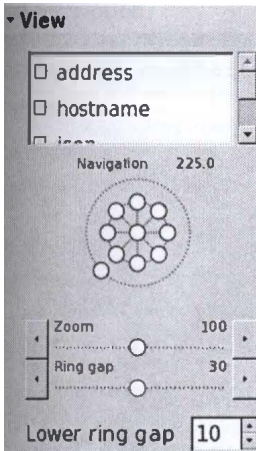 View
address
hostname
Navigation 225.0
Zoom 100
Ring gap 30
Lower ring gap 10